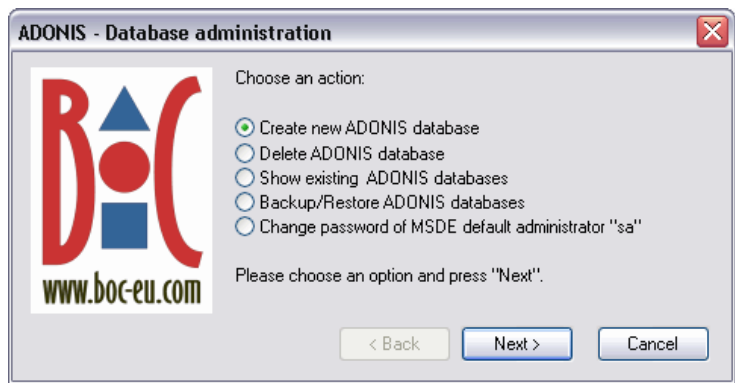 ADONIS - Database administration
Choose an action:
Create new ADONIS database
Delete ADONIS database
Show existing ADONIS databases
Backup/Restore ADONIS databases
Change password of MSDE default administrator "sa"
Please choose an option and press "Next".
BOC
www.boc-eu.com
< Back
Next >
Cancel